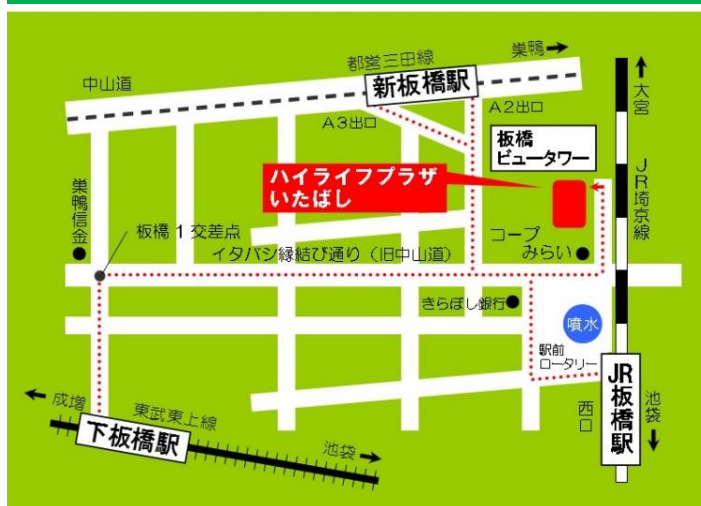 巣鴨
都営三田線
中山道
新板橋駅
大宮
A3出口
A2出口
板橋
ビュータワー
JR埼京線
ハイライフプラザ
いたばし
巣鴨信金
板橋1交差点
コープ
みらい
イタバシ縁結び通り（旧中山道）
きらぼし銀行
噴水
駅前
ロータリー
JR板橋駅
西口
池袋
成増
東武東上線
下板橋駅
池袋